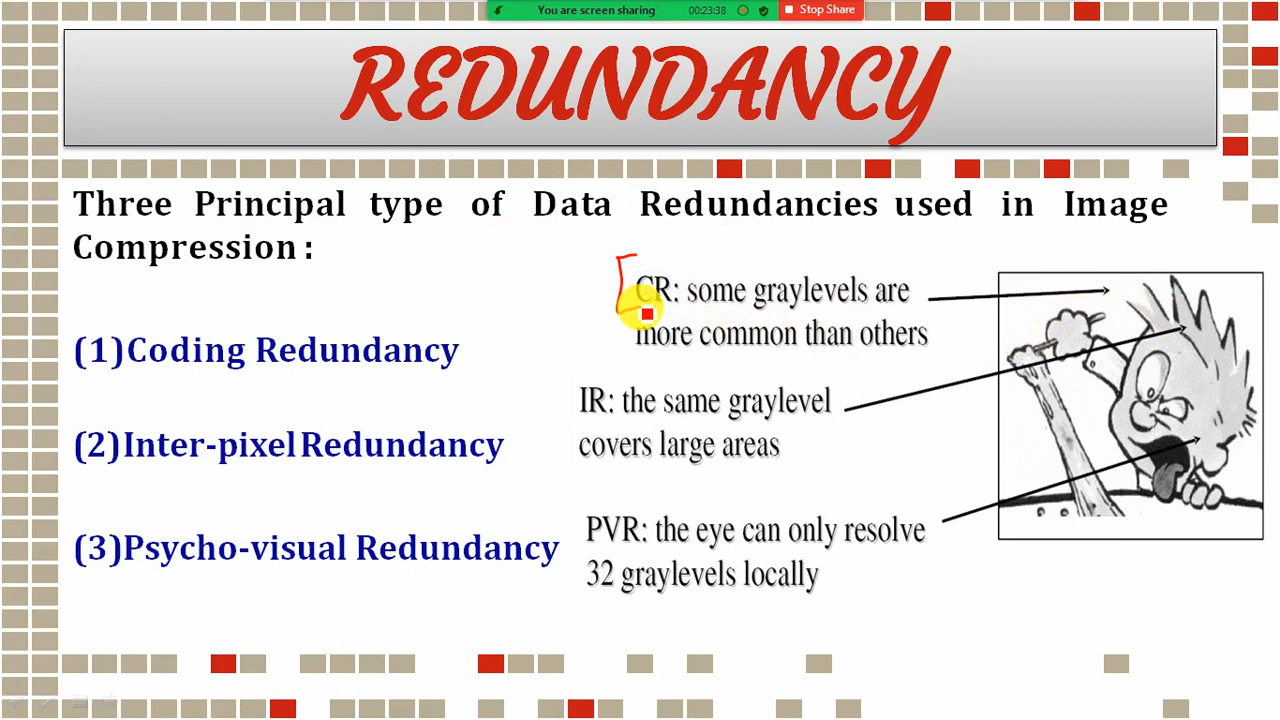 You are screen sharing 00:23:38 Stop Share
REDUNDANCY
Three Principal type of Data Redundancies used in Image
Compression :
CR: some graylevels are
more common than others
(1)Coding Redundancy
IR: the same graylevel
covers large areas
(2)Inter-pixel Redundancy
PVR: the eye can only resolve
32 graylevels locally
(3)Psycho-visual Redundancy